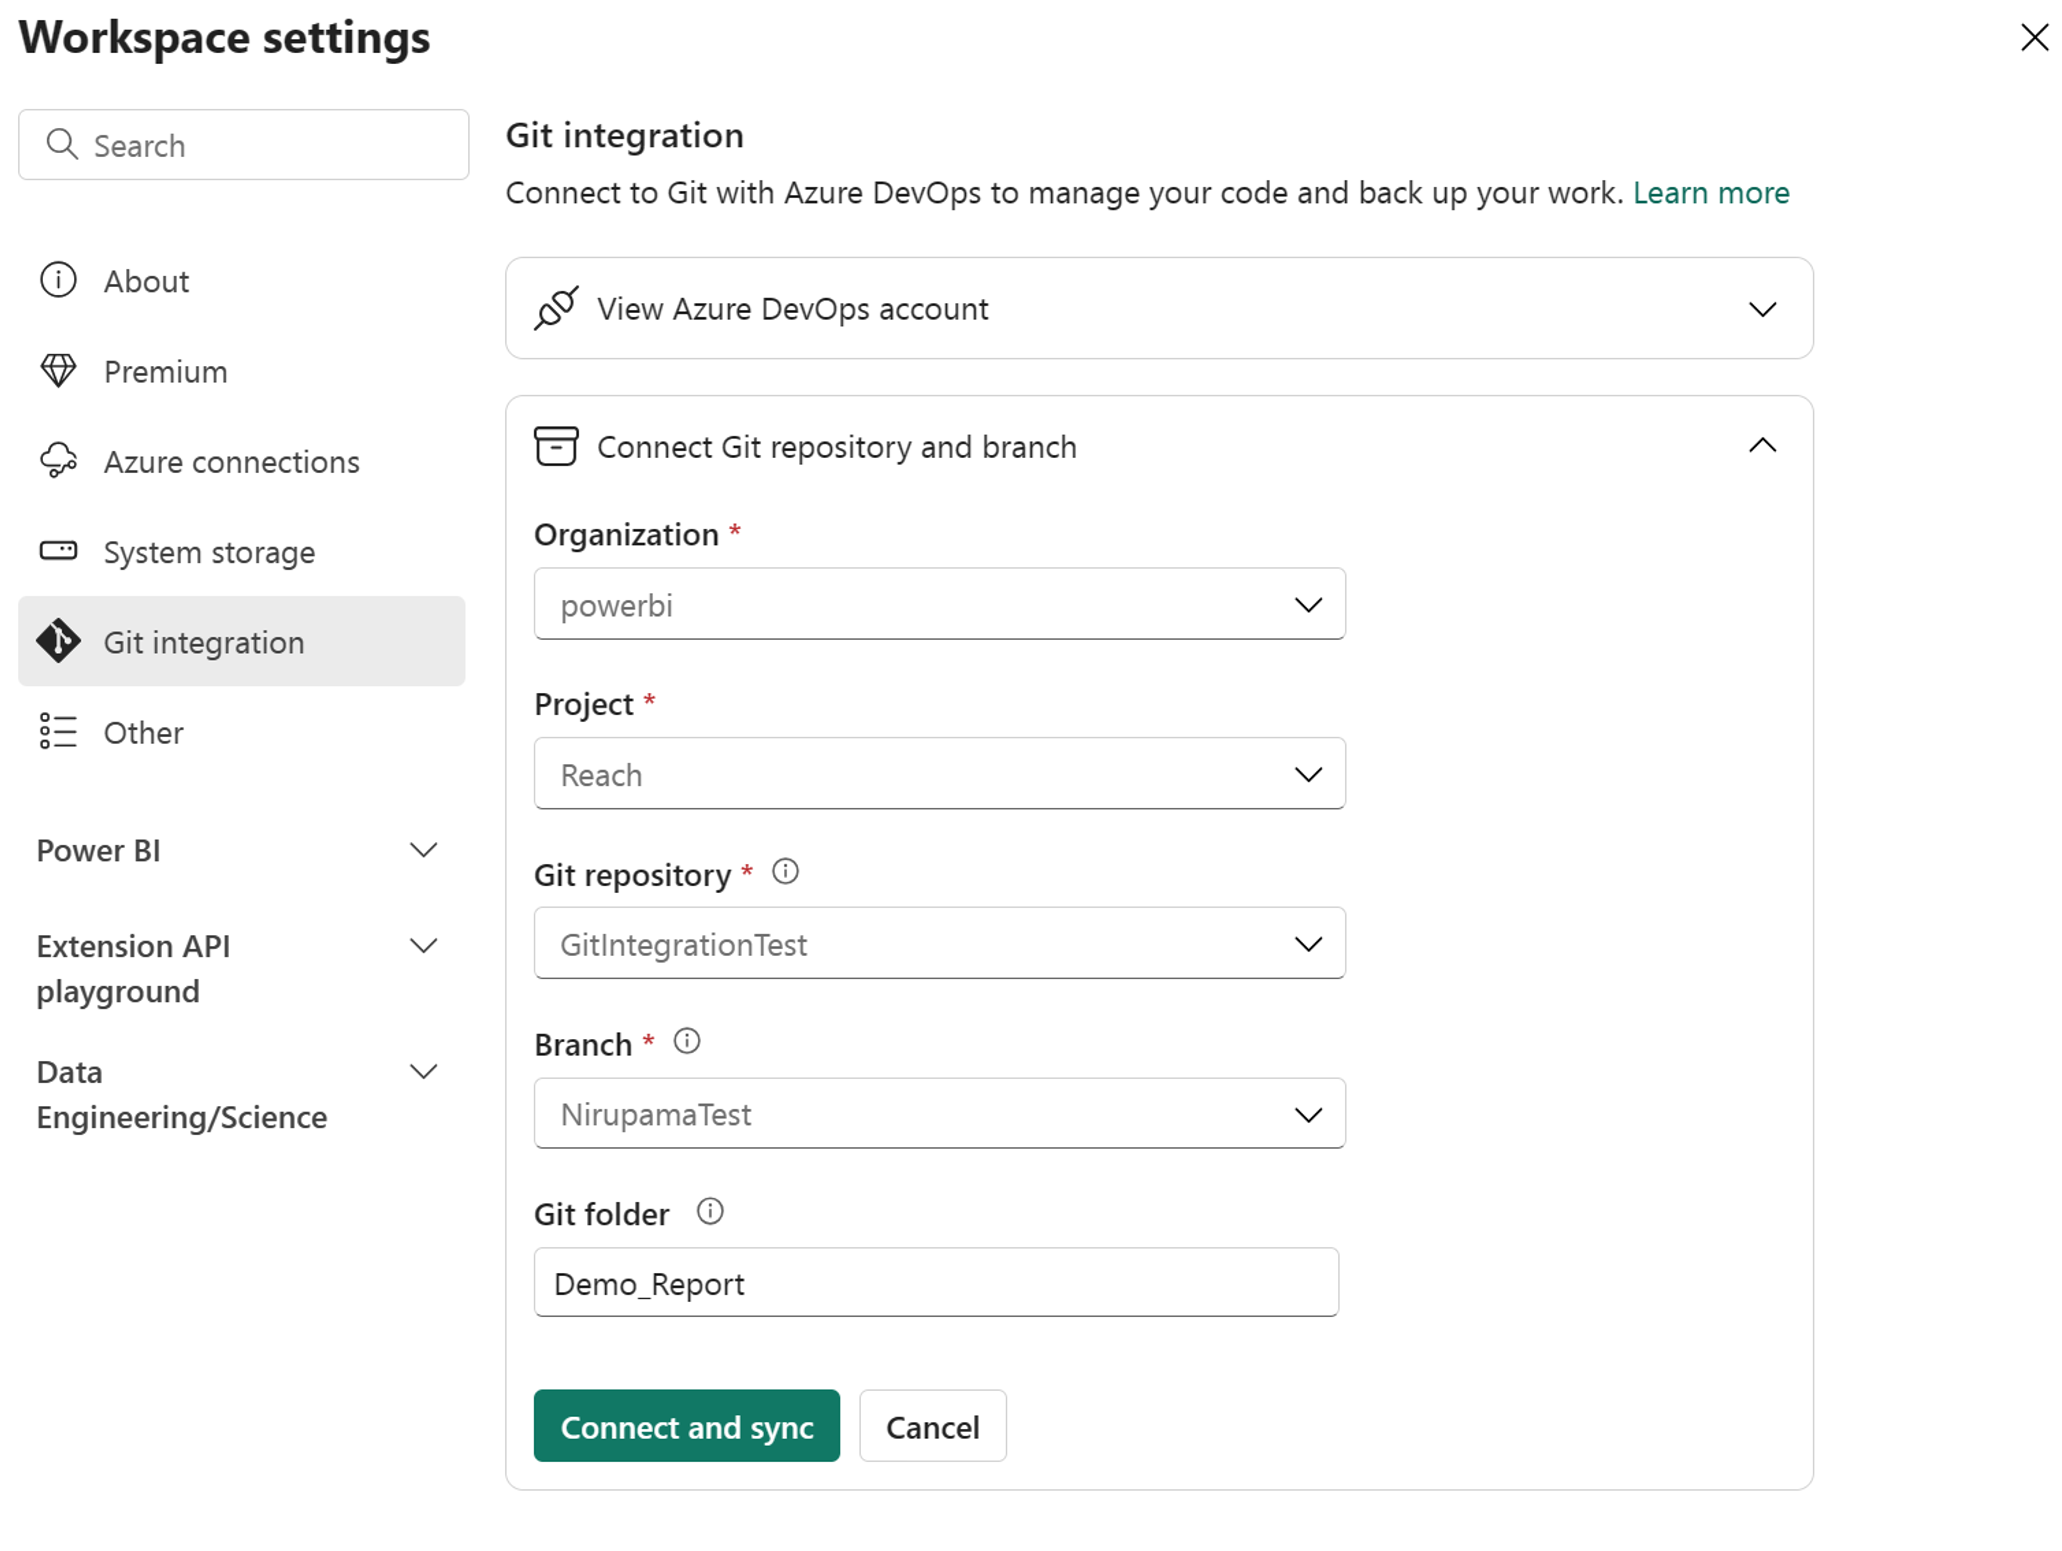 Workspace settings
Search
About
Premium
Azure connections
System storage
Git integration
Other
Power BI
Extension API
playground
Data
Engineering/Science
Git integration
Connect to Git with Azure DevOps to manage your code and back up your work. Learn more
View Azure DevOps account
Connect Git repository and branch
Organization *
powerbi
Project *
Reach
Git repository *
GitIntegrationTest
Branch *
NirupamaTest
Git folder
Demo_Report
Connect and sync
Cancel